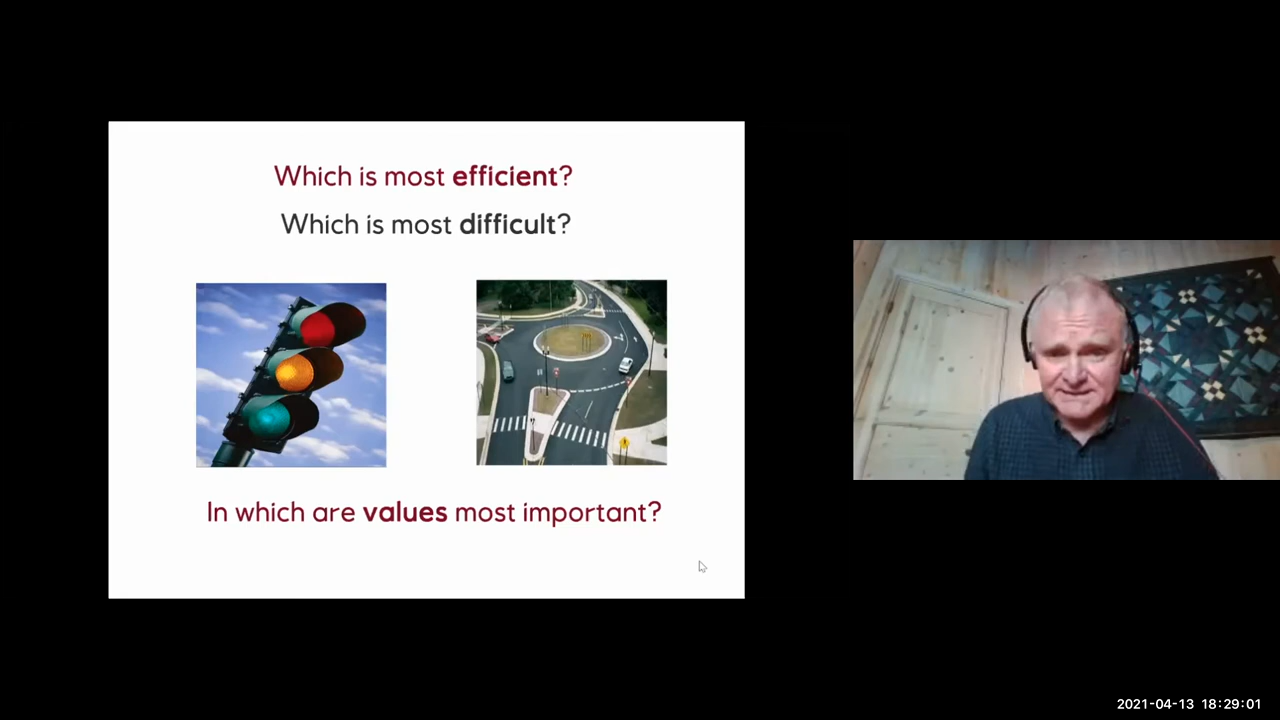 Which is most efficient?
Which is most difficult?
In which are values most important?
2021-04-13 18:29:01